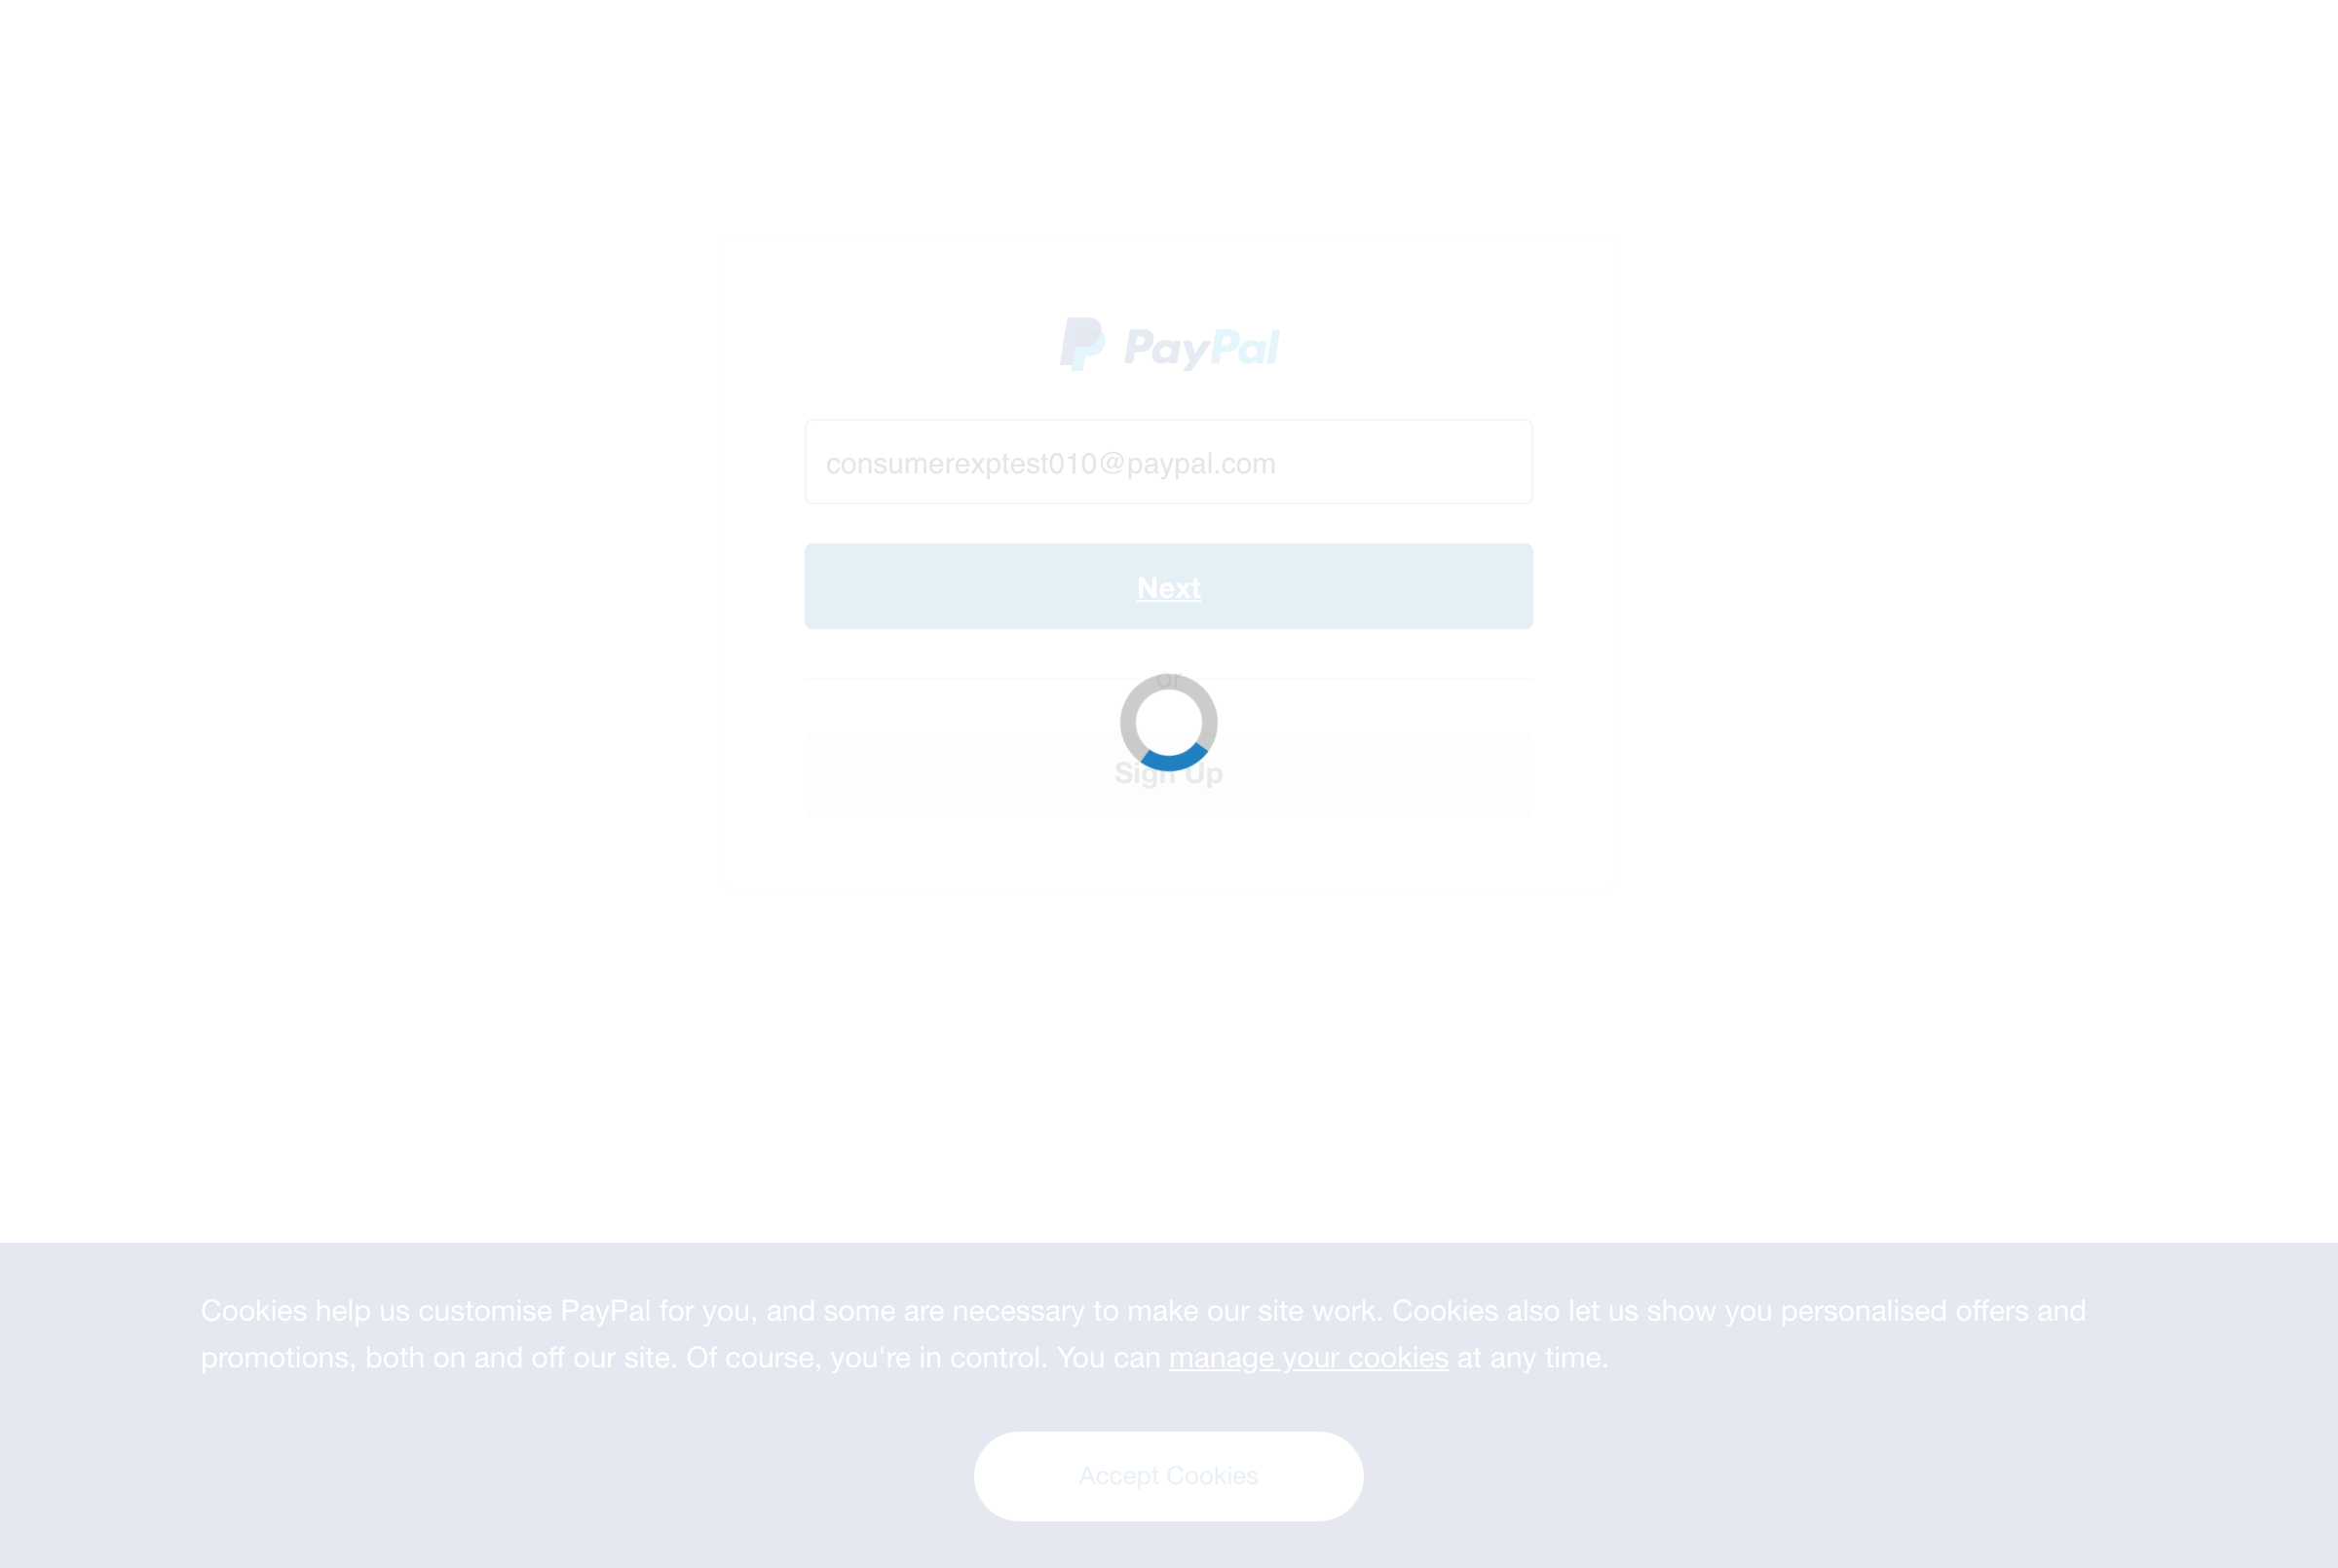 PayPal
consumerexptest010@paypal.com
Next
or
Sign Up
Cookies help us customise PayPal for you, and some are necessary to make our site work. Cookies also let us show you personalised offers and
promotions, both on and off our site. Of course, you're in control. You can manage your cookies at any time.
Accept Cookies